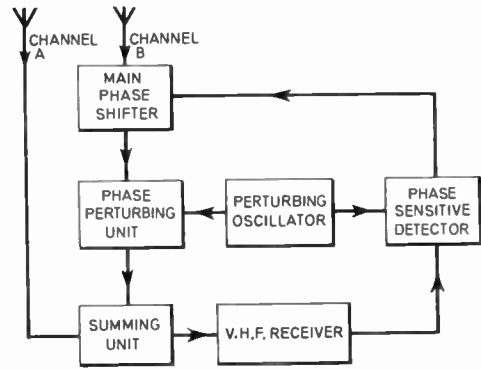 CHANNEL
A
CHANNEL
B
MAIN
PHASE
SHIFTER
PHASE
PERTURBING
UNIT
PERTURBING
OSCILLATOR
PHASE
SENSITIVE
DETECTOR
SUMMING
UNIT
V.H.F. RECEIVER